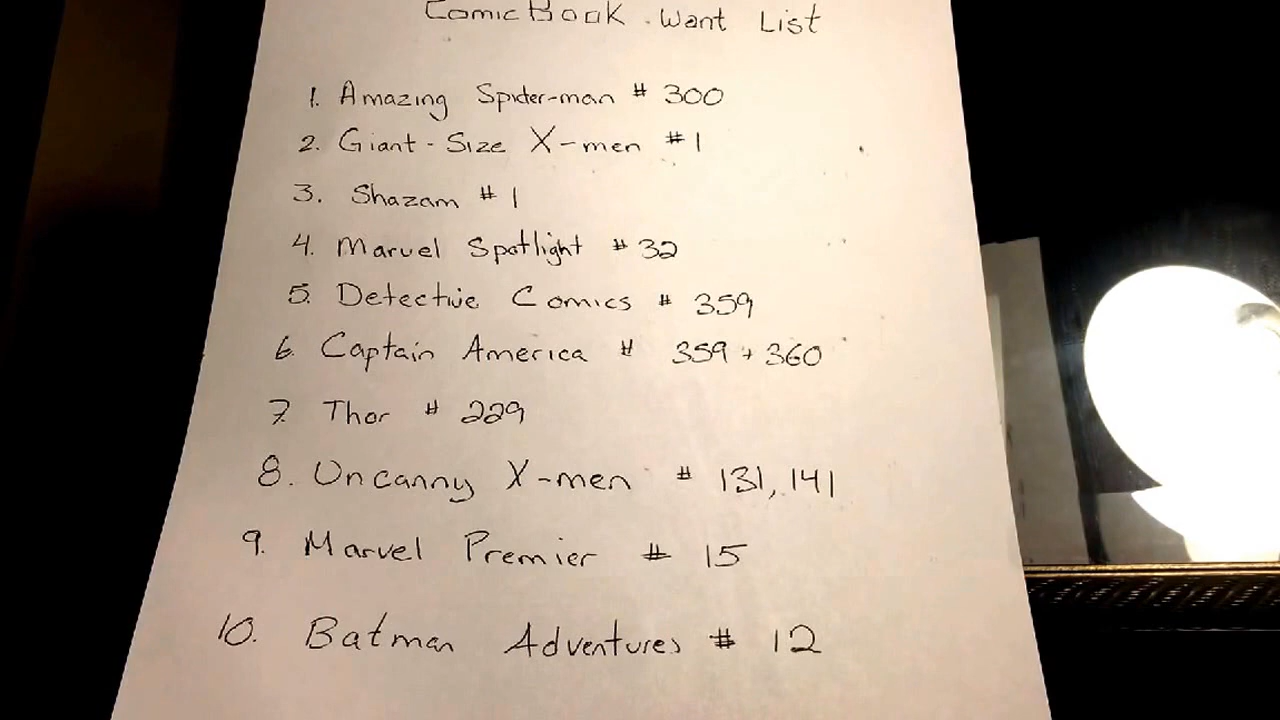 Comic Book Want List
1. Amazing Spider-man # 300
2. Giant-Size X-men #1
3. Shazam #1
4. Marvel Spotlight #32
5. Detective Comics # 359
6. Captain America # 359 + 360
7. Thor # 229
8. Uncanny X-men # 131, 141
9. Marvel Premier # 15
10. Batman Adventures # 12